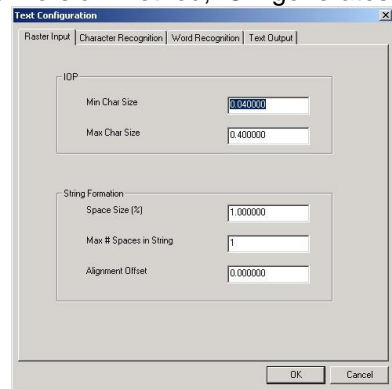 Text Configuration
Raster Input Character Recognition Word Recognition Text Output
IOP
Min Char Size 0.040000
Max Char Size 0.400000
String Formation
Space Size (%) 1.000000
Max # Spaces in String 1
Alignment Offset 0.000000
OK Cancel